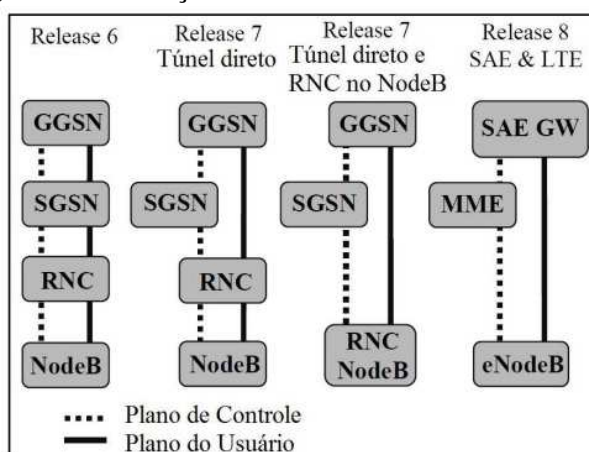 Release 6
Release 7
Túnel direto
Release 7
Túnel direto e
RNC no NodeB
Release 8
SAE & LTE
GGSN
GGSN
GGSN
SAE GW
SGSN
SGSN
SGSN
MME
RNC
RNC
NodeB
NodeB
RNC
NodeB
eNodeB
Plano de Controle
Plano do Usuário